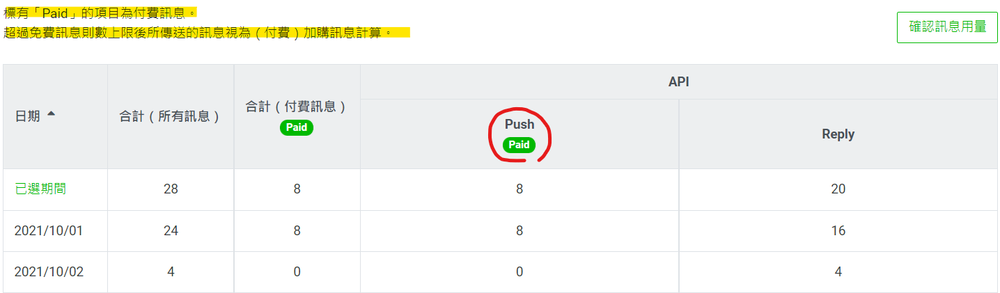 標有「Paid」的項目為付費訊息。
超過免費訊息則數上限後所傳送的訊息視為（付費）加購訊息計算。
確認訊息用量
日期 合計（所有訊息） 合計（付費訊息） Paid API
Push Paid Reply
已選期間 28 8 8 20
2021/10/01 24 8 8 16
2021/10/02 4 0 0 4